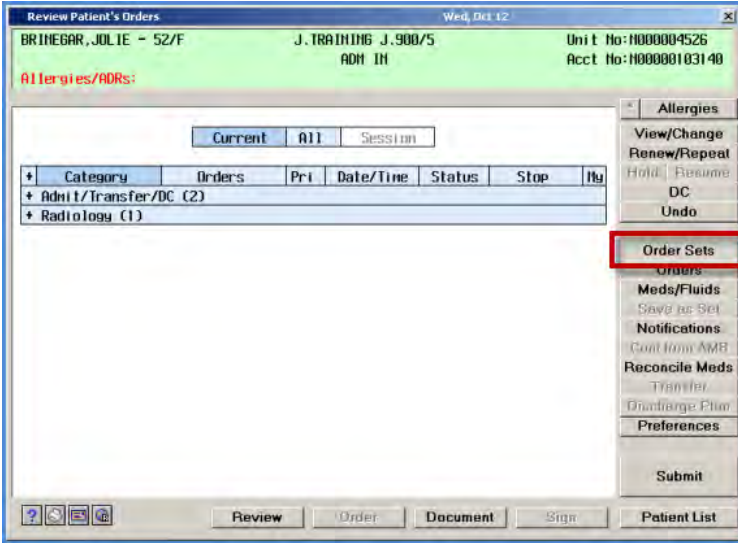 Review Patient's Orders Wed, Oct 12
BRINEGAR,JOLIE - 52/F J.TRAINING J.900/5 Unit No:M000004526
ADM IN Acct No:M00000103140
Allergies/ADRs:
Allergies
Current All Session
View/Change
Renew/Repeat
Hold Resume
+ Category Orders Pri Date/Time Status Stop My
DC
+ Admit/Transfer/DC (2)
Undo
+ Radiology (1)
Order Sets
Orders
Meds/Fluids
Save as Set
Notifications
Cont from AMB
Reconcile Meds
Transfer
Discharge Plan
Preferences
Submit
? Review Order Document Sign Patient List